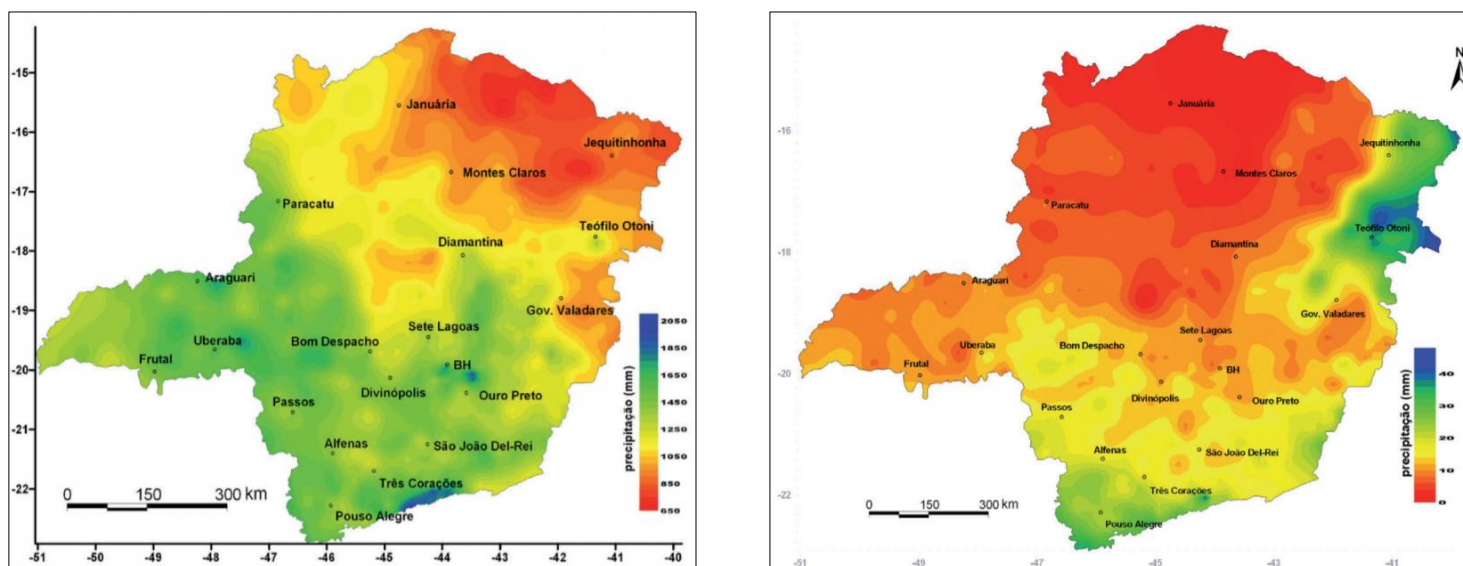 -15
-16
-17
-18
-19
-20
-21
-22
-51
-50
-49
-48
-47
-46
-45
-44
-43
-42
-41
-40
Januária
Jequitinhonha
Montes Claros
Paracatu
Teófilo Otoni
Diamantina
Araguari
Gov. Valadares
Sete Lagoas
Uberaba
Bom Despacho
Frutal
BH
Divinópolis
Ouro Preto
Passos
Alfenas
São João Del-Rei
Três Corações
Pouso Alegre
0 150 300 km
precipitação (mm)
2050
1850
1650
1450
1250
1050
850
650
N
-16
-18
-20
-22
-51
-49
-47
-45
-43
-41
Januária
Jequitinhonha
Montes Claros
Paracatu
Teófilo Otoni
Diamantina
Araguari
Gov. Valadares
Sete Lagoas
Uberaba
Bom Despacho
BH
Frutal
Divinópolis
Ouro Preto
Passos
Alfenas
São João Del-Rei
Três Corações
Pouso Alegre
0 150 300 km
precipitação (mm)
40
30
20
10
0